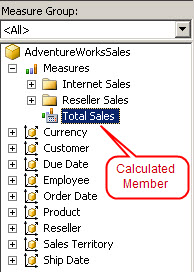 Measure Group:
<All>
AdventureWorksSales
Measures
Internet Sales
Reseller Sales
Total Sales
Currency
Customer
Due Date
Employee
Order Date
Product
Reseller
Sales Territory
Ship Date
Calculated
Member